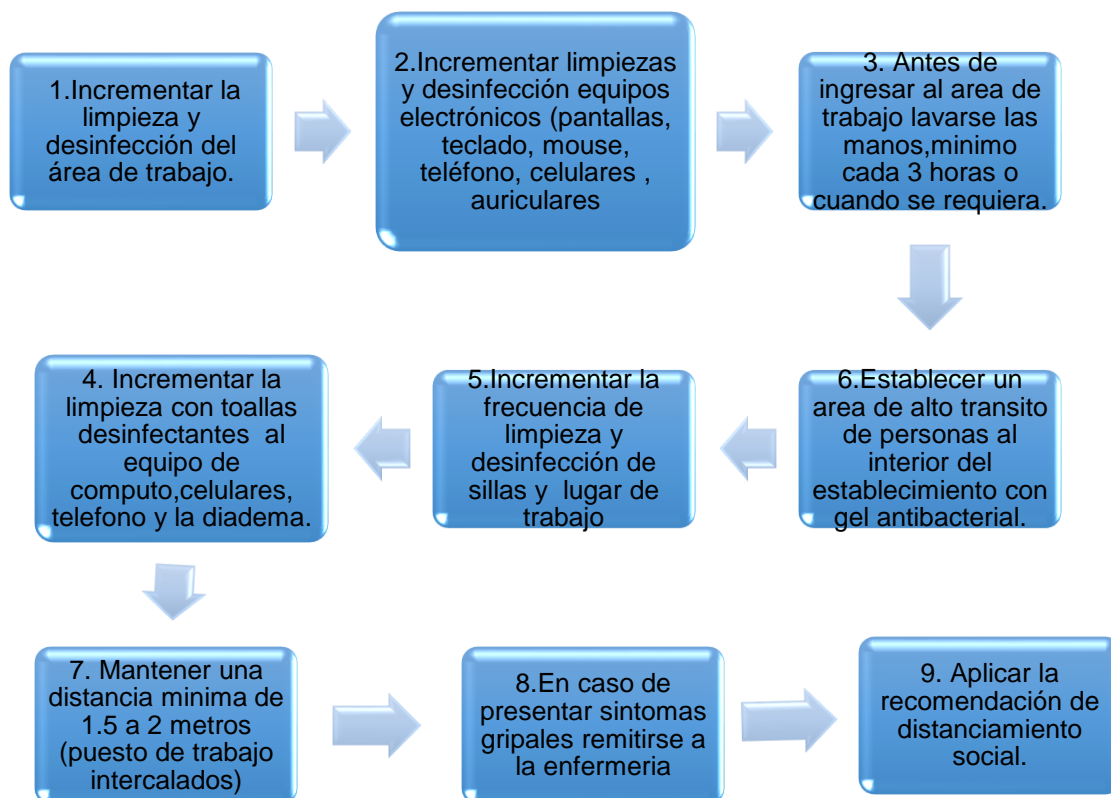 1.Incrementar la
limpieza y
desinfección del
área de trabajo.
2.Incrementar limpiezas
y desinfección equipos
electrónicos (pantallas,
teclado, mouse,
teléfono, celulares ,
auriculares
3. Antes de
ingresar al area de
trabajo lavarse las
manos,minimo
cada 3 horas o
cuando se requiera.
4. Incrementar la
limpieza con toallas
desinfectantes  al
equipo de
computo,celulares,
telefono y la diadema.
5.Incrementar la
frecuencia de
limpieza y
desinfección de
sillas y  lugar de
trabajo
6.Establecer un
area de alto transito
de personas al
interior del
establecimiento con
gel antibacterial.
7. Mantener una
distancia minima de
1.5 a 2 metros
(puesto de trabajo
intercalados)
8.En caso de
presentar sintomas
gripales remitirse a
la enfermeria
9. Aplicar la
recomendación de
distanciamiento
social.